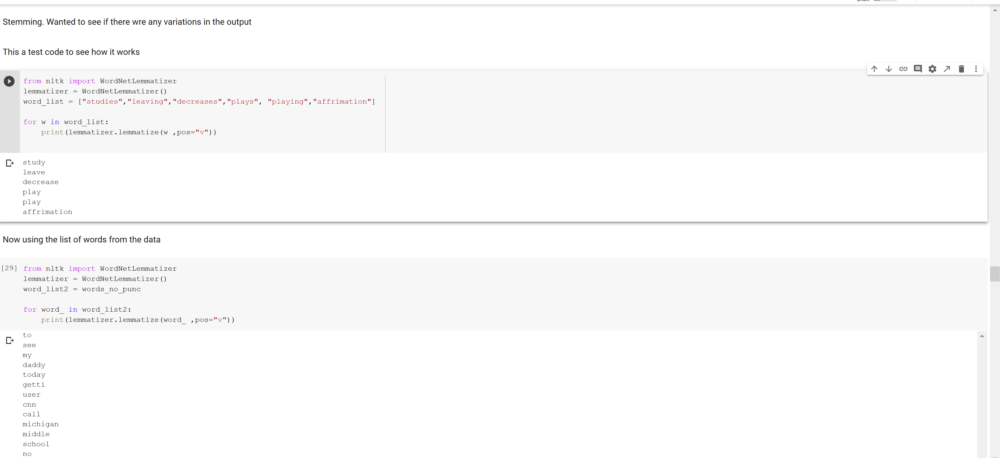 Disk
Stemming. Wanted to see if there wre any variations in the output
This a test code to see how it works
from nltk import WordNetLemmatizer
lemmatizer = WordNetLemmatizer()
word_list = ["studies","leaving","decreases","plays", "playing","affrimation"]
for w in word_list:
    print(lemmatizer.lemmatize(w ,pos="v"))
study
leave
decrease
play
play
affrimation
Now using the list of words from the data
[29] from nltk import WordNetLemmatizer
lemmatizer = WordNetLemmatizer()
word_list2 = words_no_punc
for word_ in word_list2:
    print(lemmatizer.lemmatize(word_ ,pos="v"))
to
see
my
daddy
today
getti
user
cnn
call
michigan
middle
school
no